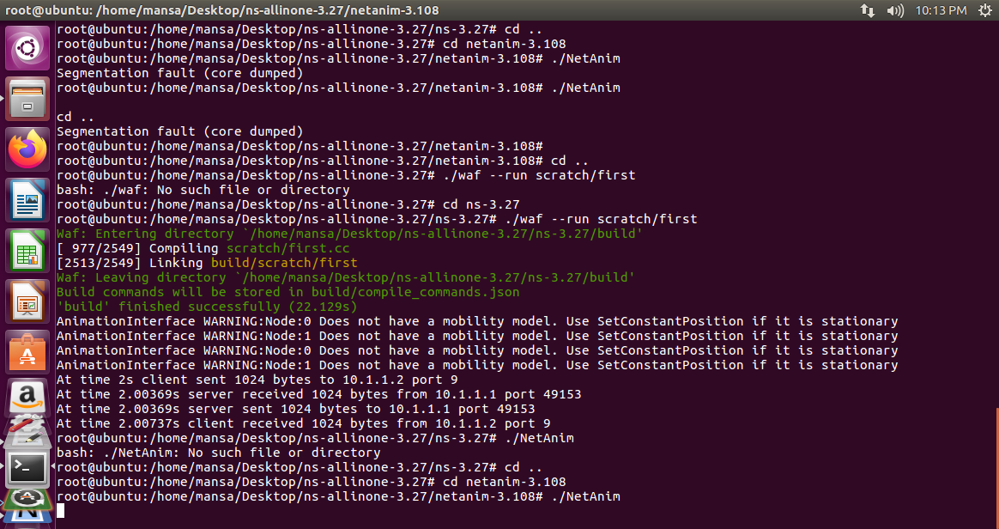 root@ubuntu: /home/mansa/Desktop/ns-allinone-3.27/netanim-3.108
10:13 PM
root@ubuntu:/home/mansa/Desktop/ns-allinone-3.27/ns-3.27# cd ..
root@ubuntu:/home/mansa/Desktop/ns-allinone-3.27# cd netanim-3.108
root@ubuntu:/home/mansa/Desktop/ns-allinone-3.27/netanim-3.108# ./NetAnim
Segmentation fault (core dumped)
root@ubuntu:/home/mansa/Desktop/ns-allinone-3.27/netanim-3.108# ./NetAnim
cd ..
Segmentation fault (core dumped)
root@ubuntu:/home/mansa/Desktop/ns-allinone-3.27/netanim-3.108#
root@ubuntu:/home/mansa/Desktop/ns-allinone-3.27/netanim-3.108# cd ..
root@ubuntu:/home/mansa/Desktop/ns-allinone-3.27# ./waf --run scratch/first
bash: ./waf: No such file or directory
root@ubuntu:/home/mansa/Desktop/ns-allinone-3.27# cd ns-3.27
root@ubuntu:/home/mansa/Desktop/ns-allinone-3.27/ns-3.27# ./waf --run scratch/first
Waf: Entering directory `/home/mansa/Desktop/ns-allinone-3.27/ns-3.27/build'
[ 977/2549] Compiling scratch/first.cc
[2513/2549] Linking build/scratch/first
Waf: Leaving directory `/home/mansa/Desktop/ns-allinone-3.27/ns-3.27/build'
Build commands will be stored in build/compile_commands.json
'build' finished successfully (22.129s)
AnimationInterface WARNING:Node:0 Does not have a mobility model. Use SetConstantPosition if it is stationary
AnimationInterface WARNING:Node:1 Does not have a mobility model. Use SetConstantPosition if it is stationary
AnimationInterface WARNING:Node:0 Does not have a mobility model. Use SetConstantPosition if it is stationary
AnimationInterface WARNING:Node:1 Does not have a mobility model. Use SetConstantPosition if it is stationary
At time 2s client sent 1024 bytes to 10.1.1.2 port 9
At time 2.00369s server received 1024 bytes from 10.1.1.1 port 49153
At time 2.00369s server sent 1024 bytes to 10.1.1.1 port 49153
At time 2.00737s client received 1024 bytes from 10.1.1.2 port 9
root@ubuntu:/home/mansa/Desktop/ns-allinone-3.27/ns-3.27# ./NetAnim
bash: ./NetAnim: No such file or directory
root@ubuntu:/home/mansa/Desktop/ns-allinone-3.27/ns-3.27# cd ..
root@ubuntu:/home/mansa/Desktop/ns-allinone-3.27# cd netanim-3.108
root@ubuntu:/home/mansa/Desktop/ns-allinone-3.27/netanim-3.108# ./NetAnim